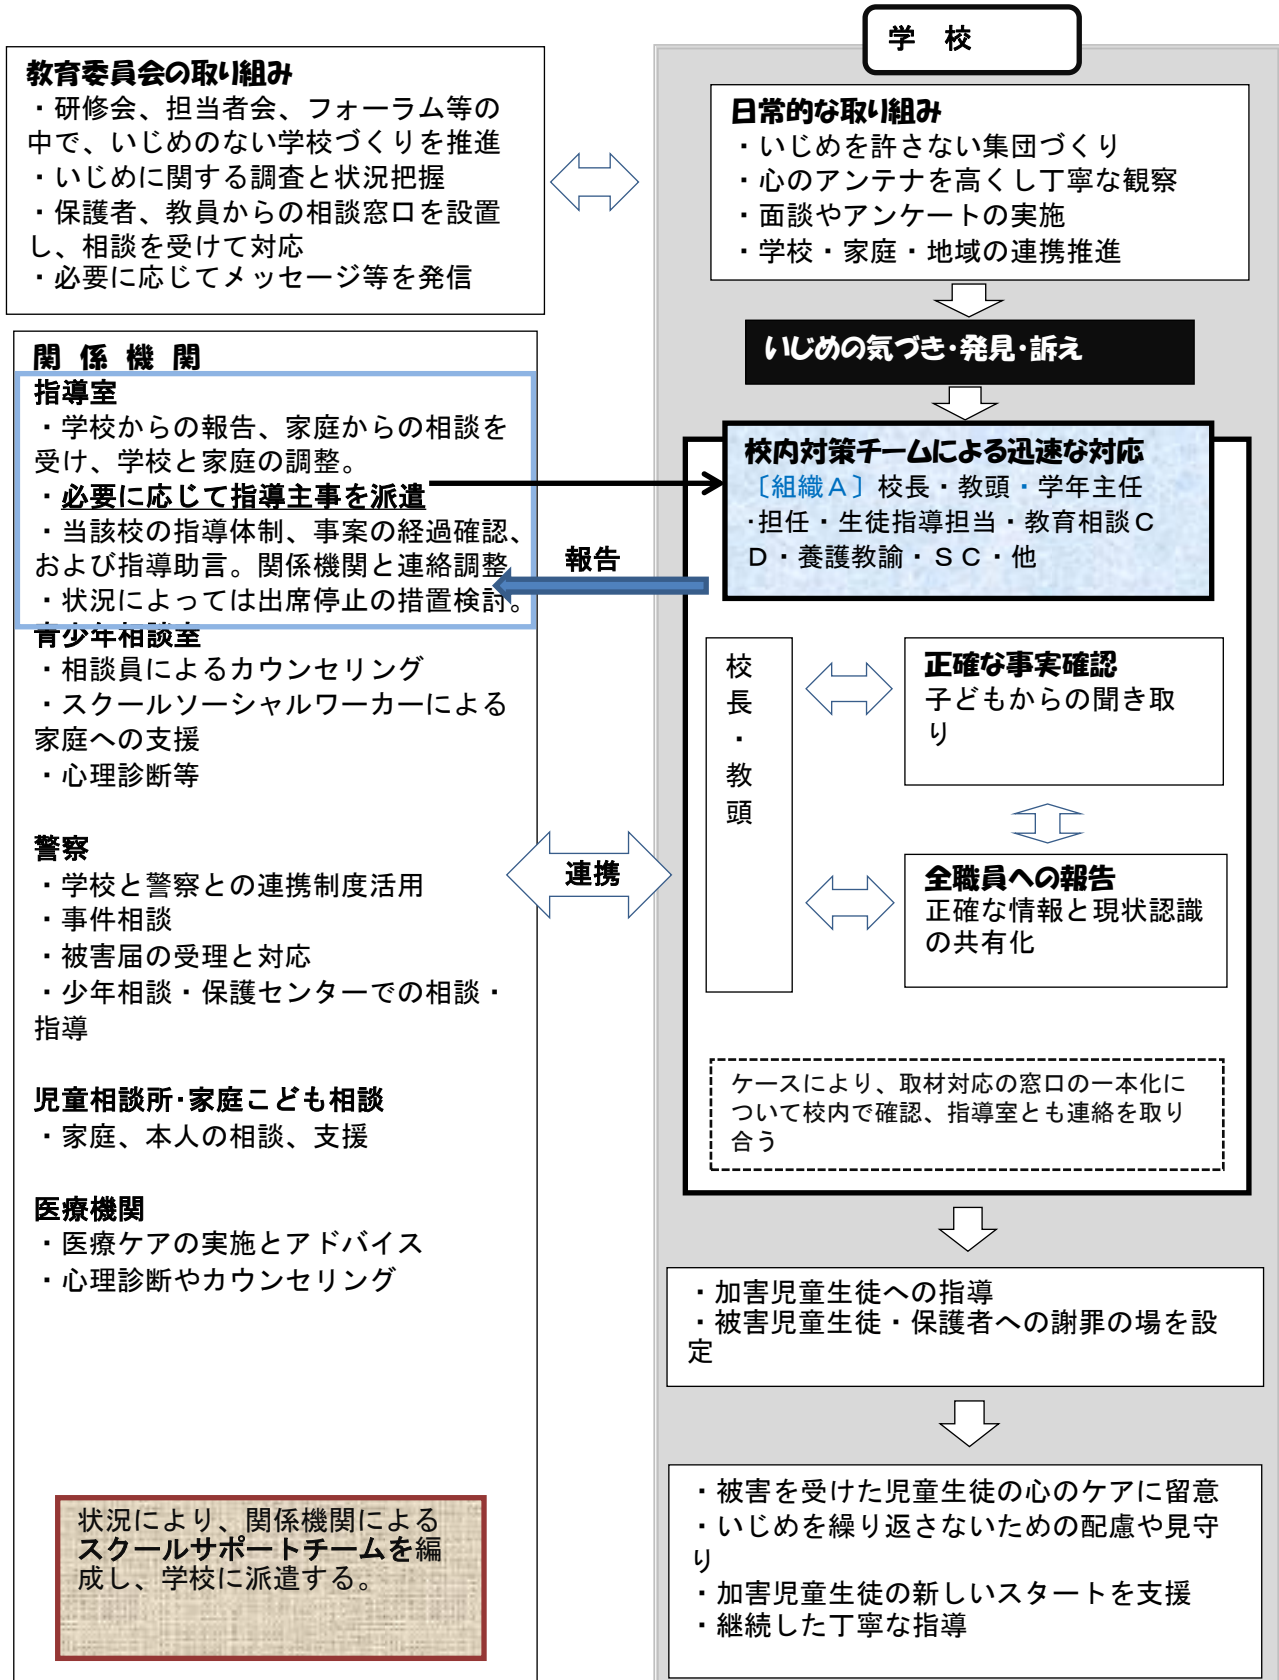 学　校
教育委員会の取り組み
・研修会、担当者会、フォーラム等の
中で、いじめのない学校づくりを推進
・いじめに関する調査と状況把握
・保護者、教員からの相談窓口を設置
し、相談を受けて対応
・必要に応じてメッセージ等を発信
日常的な取り組み
・いじめを許さない集団づくり
・心のアンテナを高くし丁寧な観察
・面談やアンケートの実施
・学校・家庭・地域の連携推進
いじめの気づき・発見・訴え
関 係 機 関
指導室
・学校からの報告、家庭からの相談を
受け、学校と家庭の調整。
・必要に応じて指導主事を派遣
・当該校の指導体制、事案の経過確認、
および指導助言。関係機関と連絡調整
・状況によっては出席停止の措置検討。
青少年相談室
・相談員によるカウンセリング
・スクールソーシャルワーカーによる
家庭への支援
・心理診断等
警察
・学校と警察との連携制度活用
・事件相談
・被害届の受理と対応
・少年相談・保護センターでの相談・
指導
児童相談所・家庭こども相談
・家庭、本人の相談、支援
医療機関
・医療ケアの実施とアドバイス
・心理診断やカウンセリング
状況により、関係機関による
スクールサポートチームを編
成し、学校に派遣する。
報告
連携
校内対策チームによる迅速な対応
〔組織Ａ〕校長・教頭・学年主任
・担任・生徒指導担当・教育相談Ｃ
Ｄ・養護教諭・ＳＣ・他
校
長
・
教
頭
正確な事実確認
子どもからの聞き取
り
全職員への報告
正確な情報と現状認識
の共有化
ケースにより、取材対応の窓口の一本化に
ついて校内で確認、指導室とも連絡を取り
合う
・加害児童生徒への指導
・被害児童生徒・保護者への謝罪の場を設
定
・被害を受けた児童生徒の心のケアに留意
・いじめを繰り返さないための配慮や見守
り
・加害児童生徒の新しいスタートを支援
・継続した丁寧な指導